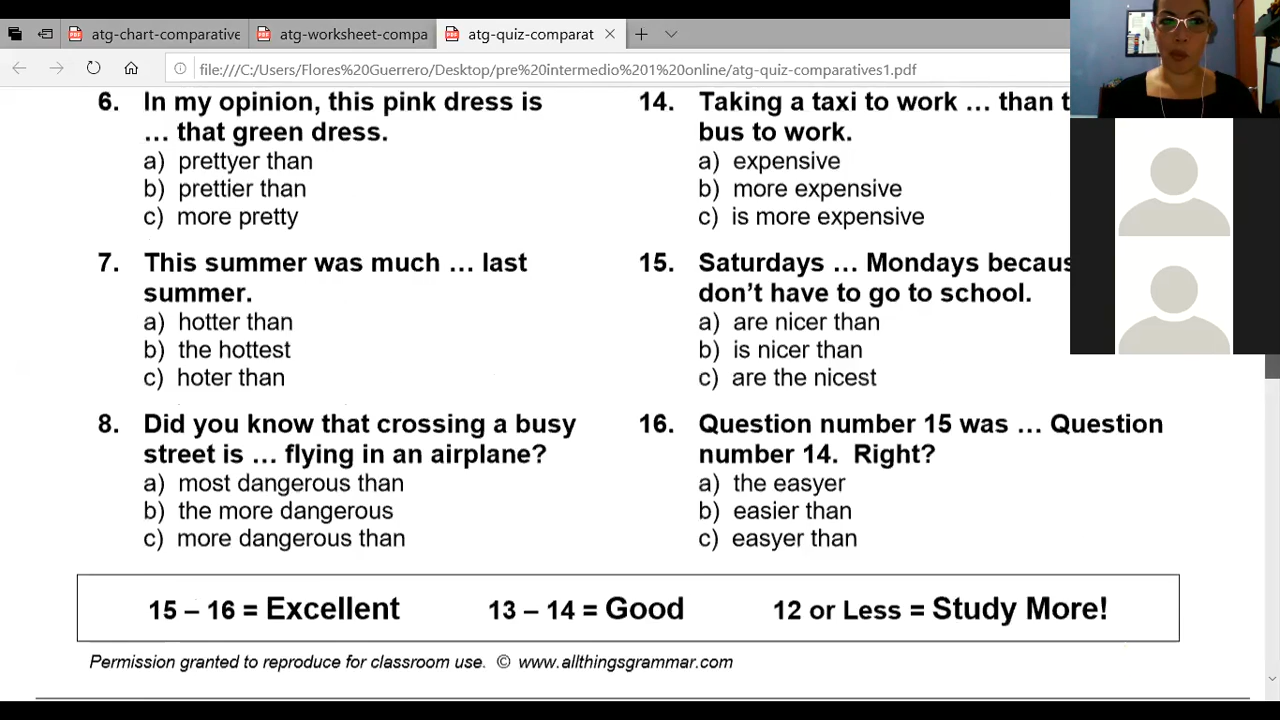 atg-chart-comparative
atg-worksheet-compa
atg-quiz-comparat
file:///C:/Users/Flores%20Guerrero/Desktop/pre%20intermedio%201%20online/atg-quiz-comparatives1.pdf
6. In my opinion, this pink dress is
… that green dress.
a) prettyer than
b) prettier than
c) more pretty
7. This summer was much … last
summer.
a) hotter than
b) the hottest
c) hoter than
8. Did you know that crossing a busy
street is … flying in an airplane?
a) most dangerous than
b) the more dangerous
c) more dangerous than
14. Taking a taxi to work … than t
bus to work.
a) expensive
b) more expensive
c) is more expensive
15. Saturdays … Mondays becaus
don’t have to go to school.
a) are nicer than
b) is nicer than
c) are the nicest
16. Question number 15 was … Question
number 14. Right?
a) the easyer
b) easier than
c) easyer than
15 – 16 = Excellent 13 – 14 = Good 12 or Less = Study More!
Permission granted to reproduce for classroom use. © www.allthingsgrammar.com